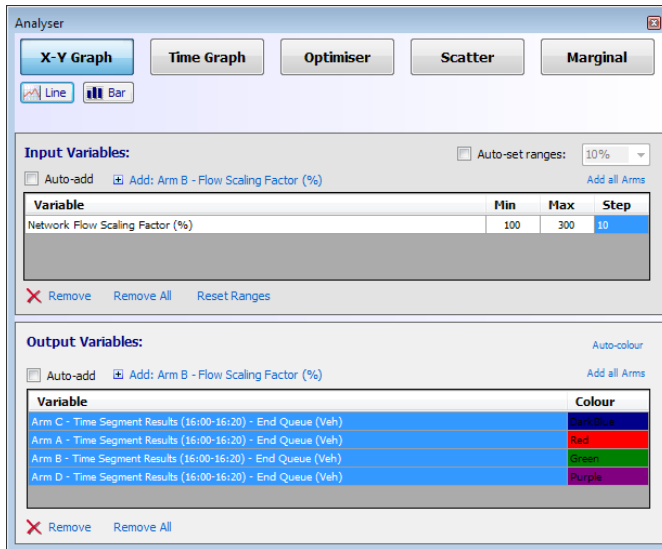 Analyser
X-Y Graph Time Graph Optimiser Scatter Marginal
Line Bar
Input Variables: Auto-set ranges: 10%
Auto-add Add: Arm B - Flow Scaling Factor (%) Add all Arms
Variable Min Max Step
Network Flow Scaling Factor (%) 100 300 10
Remove Remove All Reset Ranges
Output Variables: Auto-colour
Auto-add Add: Arm B - Flow Scaling Factor (%) Add all Arms
Variable Colour
Arm C - Time Segment Results (16:00-16:20) - End Queue (Veh) DarkBlue
Arm A - Time Segment Results (16:00-16:20) - End Queue (Veh) Red
Arm B - Time Segment Results (16:00-16:20) - End Queue (Veh) Green
Arm D - Time Segment Results (16:00-16:20) - End Queue (Veh) Purple
Remove Remove All